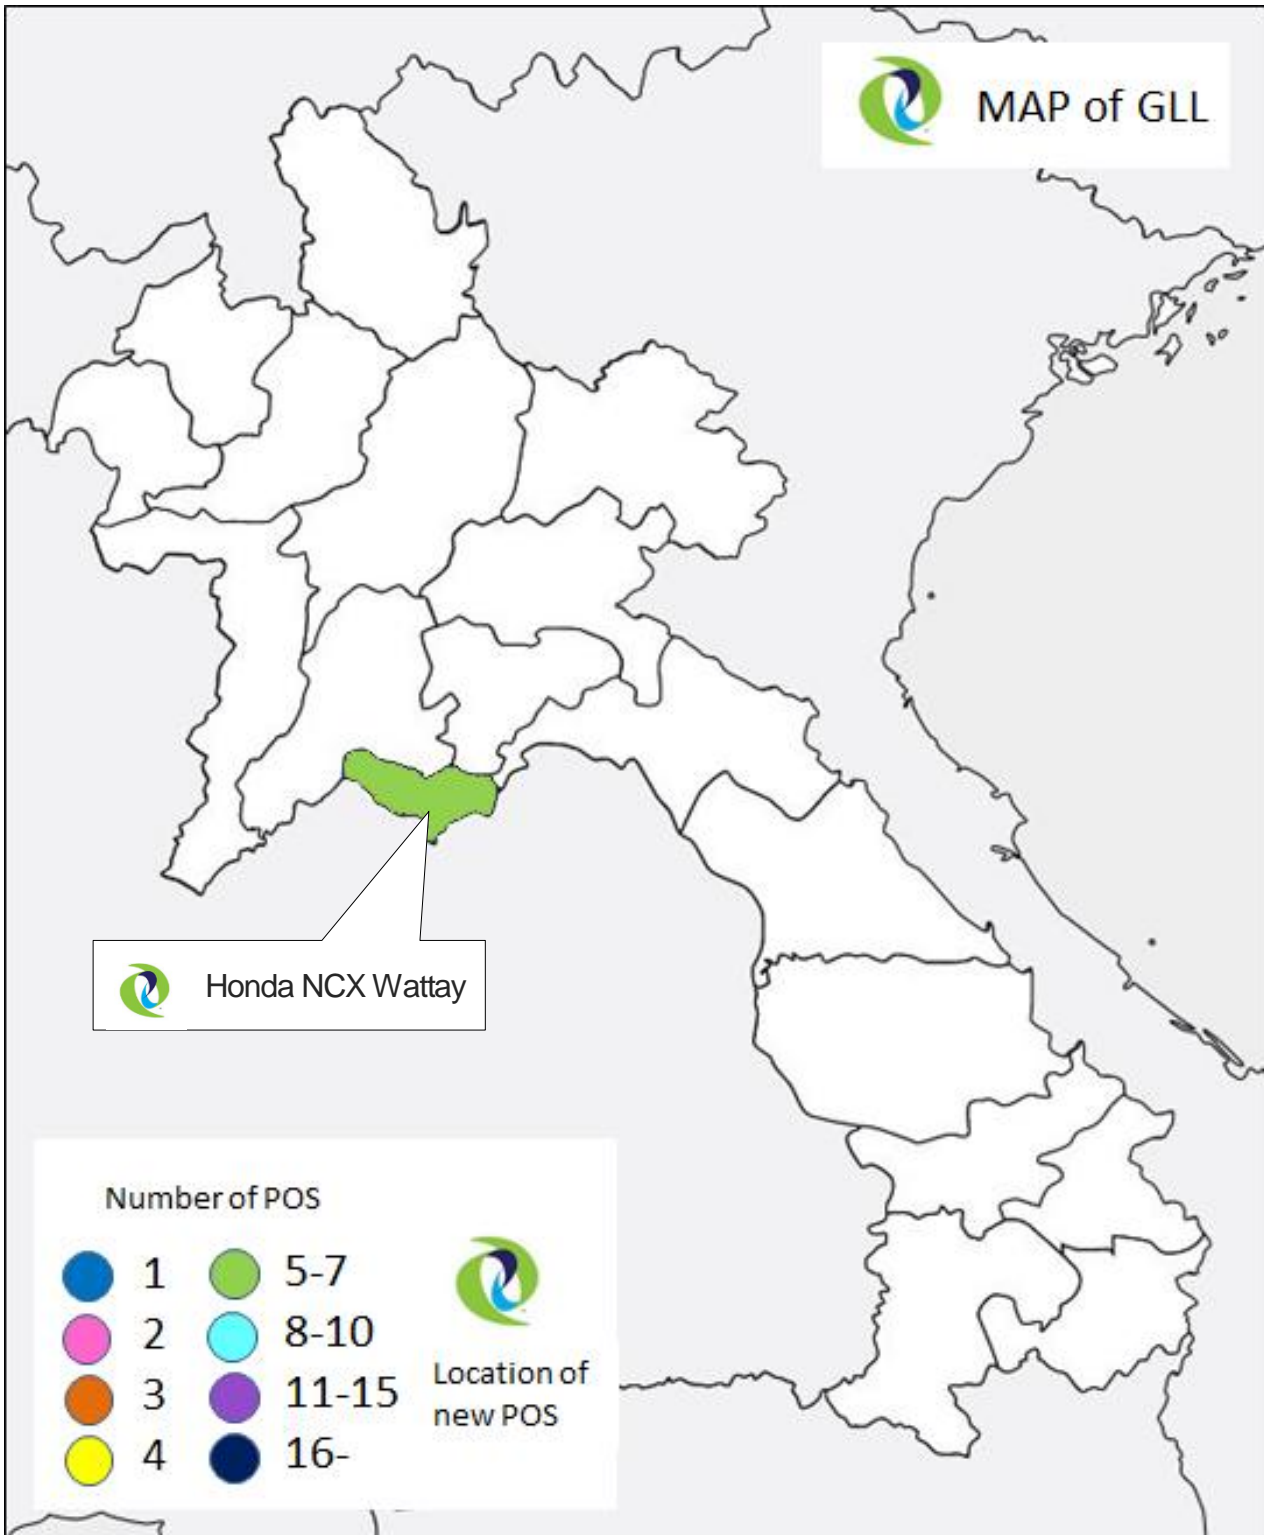 MAP of GLL
Honda NCX Wattay
Number of POS
1 5-7
2 8-10
3 11-15
4 16-
Location of
new POS